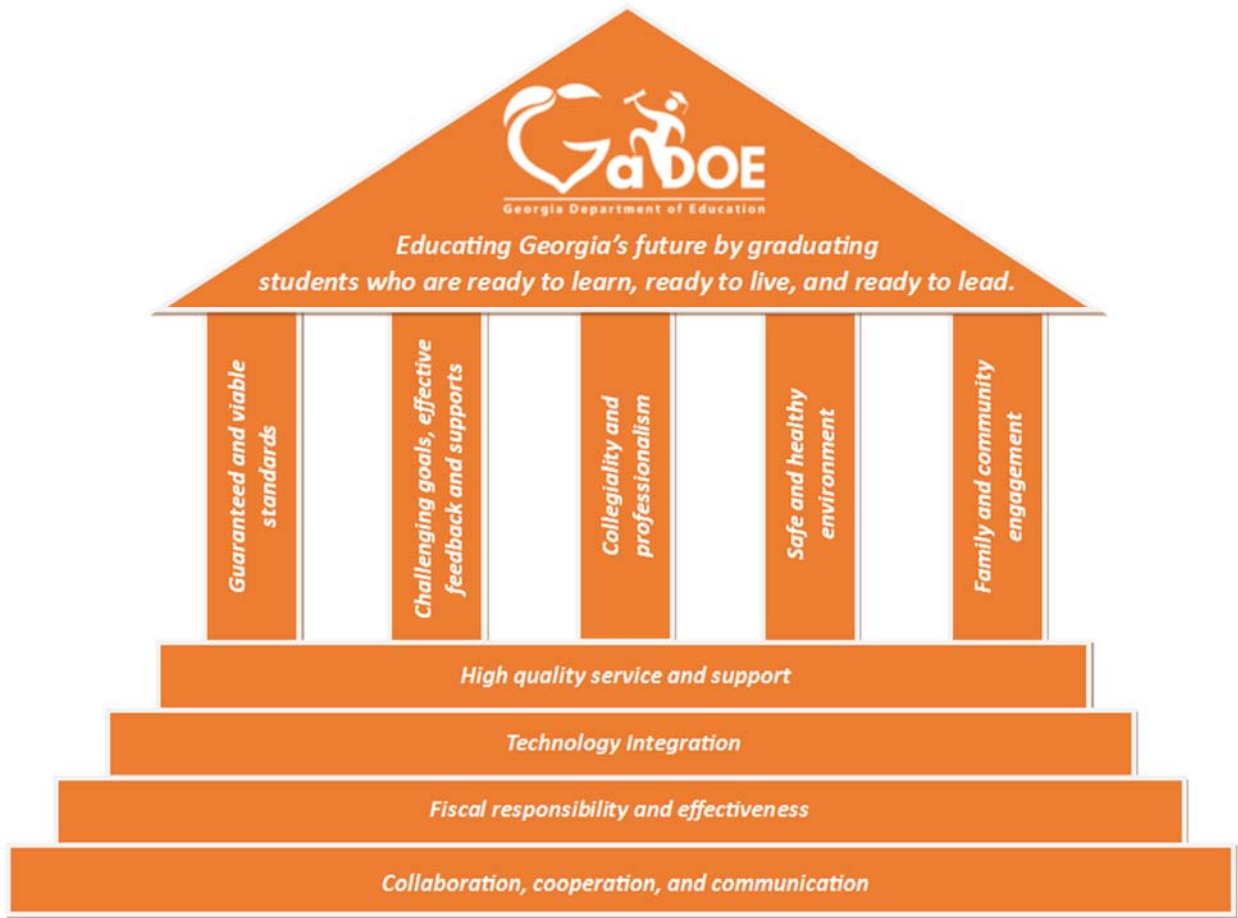 GaDOE
Georgia Department of Education
Educating Georgia's future by graduating
students who are ready to learn, ready to live, and ready to lead.
Guaranteed and viable
standards
Challenging goals, effective
feedback and supports
Collegiality and
professionalism
Safe and healthy
environment
Family and community
engagement
High quality service and support
Technology Integration
Fiscal responsibility and effectiveness
Collaboration, cooperation, and communication